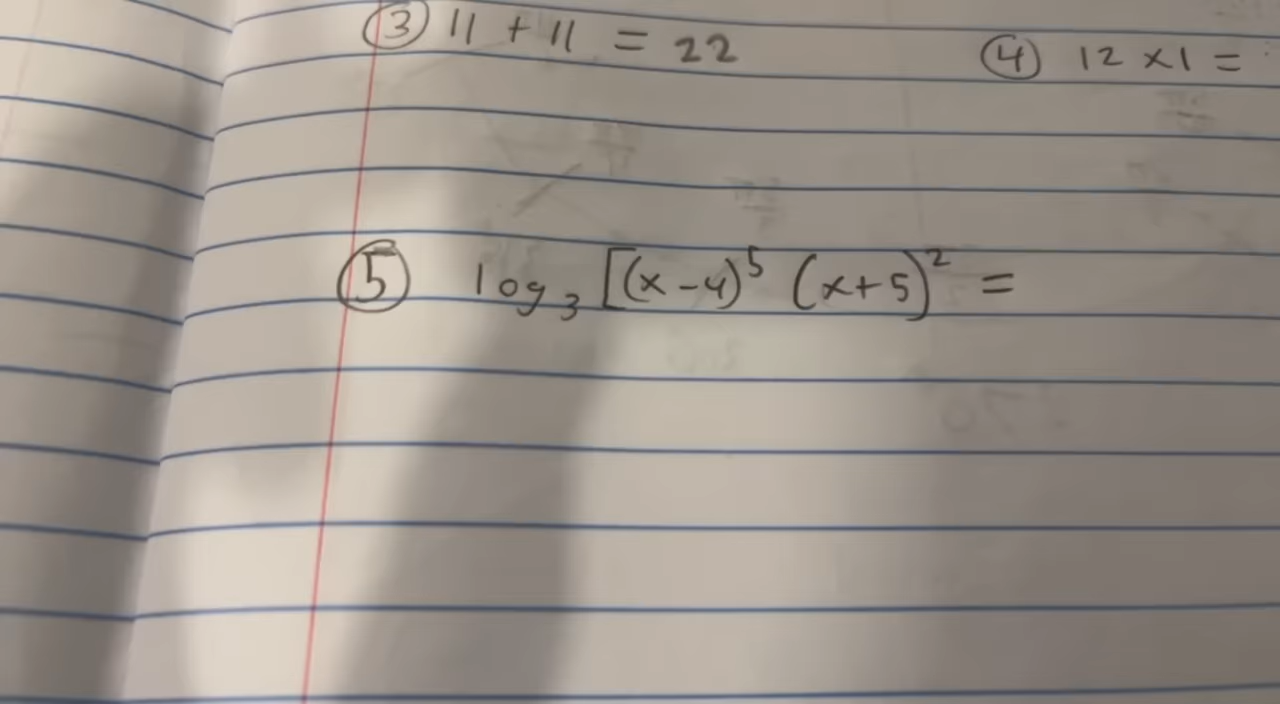 ③ 11 + 11 = 22
④ 12 × 1 =
⑤ log₃ [(x-4)⁵ (x+5)² =